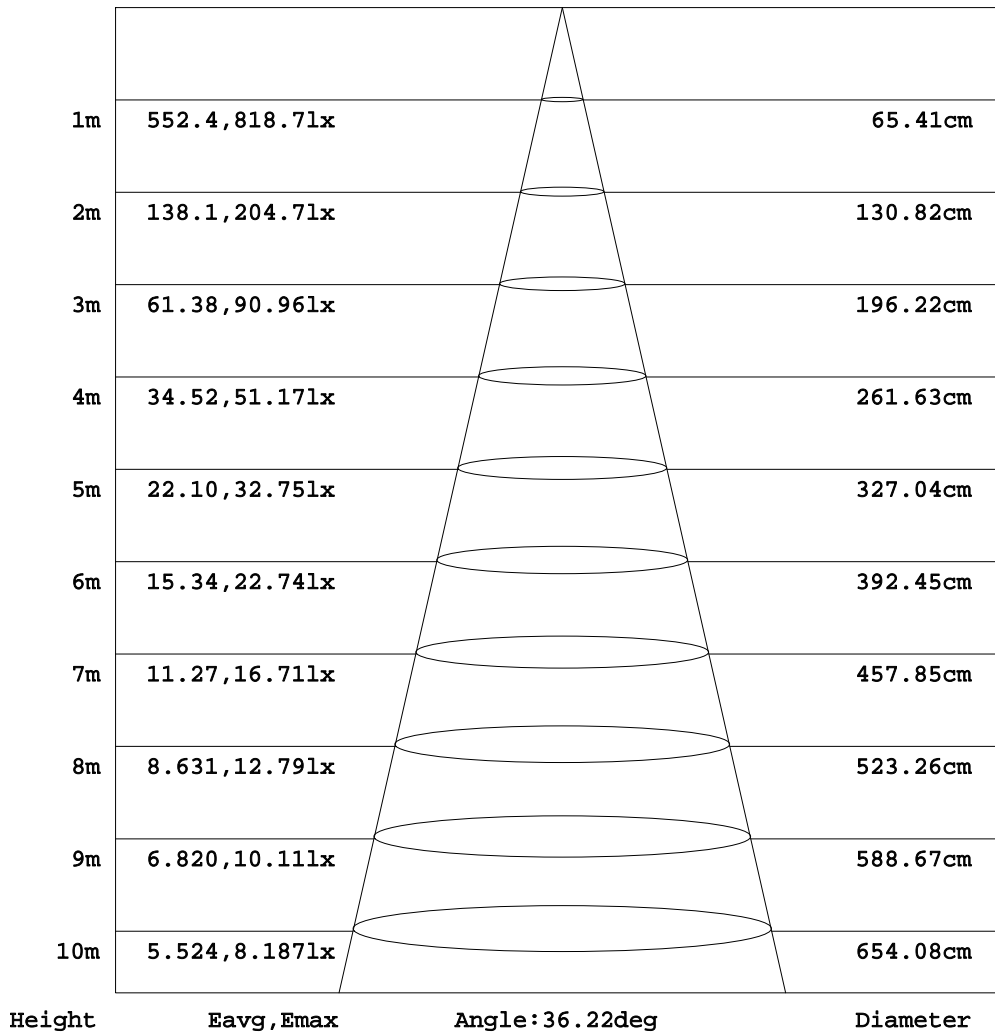 1m 552.4,818.7lx 65.41cm
2m 138.1,204.7lx 130.82cm
3m 61.38,90.96lx 196.22cm
4m 34.52,51.17lx 261.63cm
5m 22.10,32.75lx 327.04cm
6m 15.34,22.74lx 392.45cm
7m 11.27,16.71lx 457.85cm
8m 8.631,12.79lx 523.26cm
9m 6.820,10.11lx 588.67cm
10m 5.524,8.187lx 654.08cm
Height Eavg,Emax Angle:36.22deg Diameter